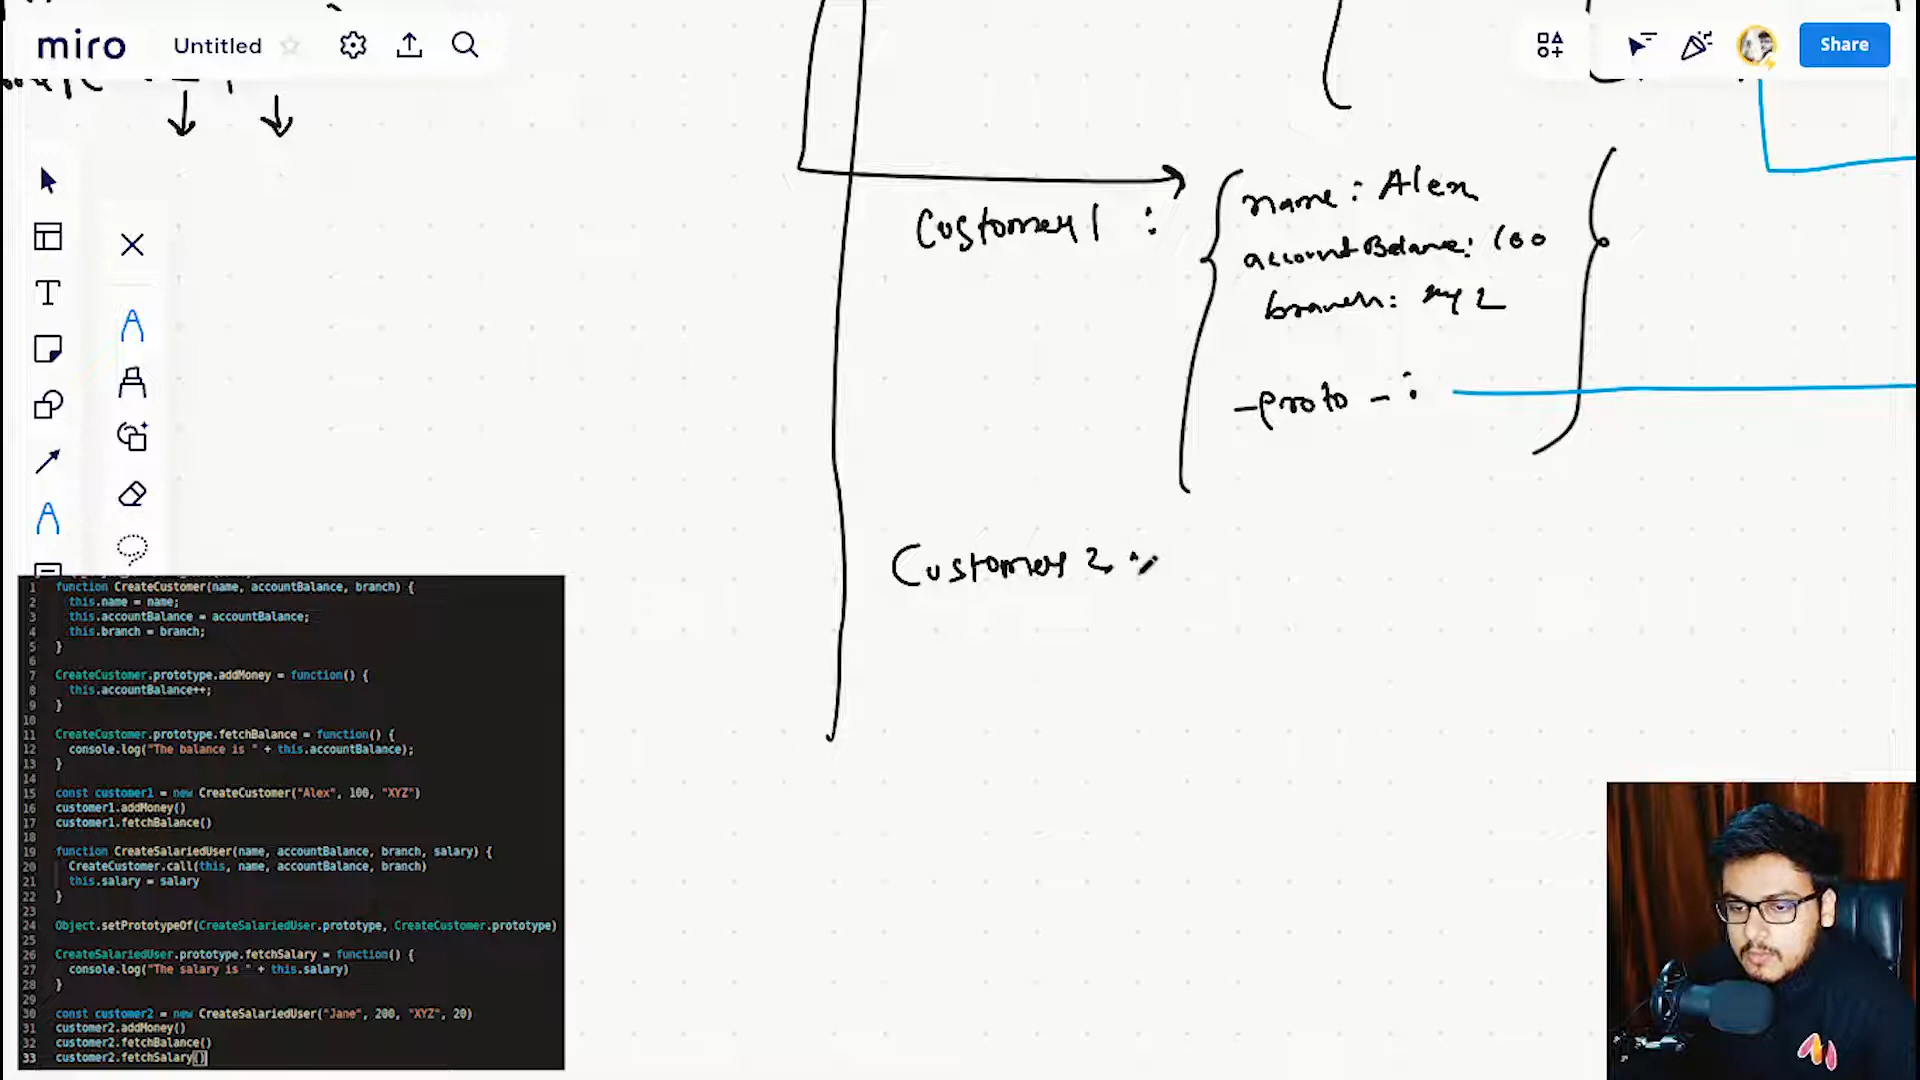 miro
Untitled
Share
Customer 1 :
name : Alex
accountBalance: 100
branch: xyz
-proto- :
Customer 2 :
1 function CreateCustomer(name, accountBalance, branch) {
2 this.name = name;
3 this.accountBalance = accountBalance;
4 this.branch = branch;
5 }
6
7 CreateCustomer.prototype.addMoney = function() {
8 this.accountBalance++;
9 }
10
11 CreateCustomer.prototype.fetchBalance = function() {
12 console.log("The balance is " + this.accountBalance);
13 }
14
15 const customer1 = new CreateCustomer("Alex", 100, "XYZ")
16 customer1.addMoney()
17 customer1.fetchBalance()
18
19 function CreateSalariedUser(name, accountBalance, branch, salary) {
20 CreateCustomer.call(this, name, accountBalance, branch)
21 this.salary = salary
22 }
23
24 Object.setPrototypeOf(CreateSalariedUser.prototype, CreateCustomer.prototype)
25
26 CreateSalariedUser.prototype.fetchSalary = function() {
27 console.log("The salary is " + this.salary)
28 }
29
30 const customer2 = new CreateSalariedUser("Jane", 200, "XYZ", 20)
31 customer2.addMoney()
32 customer2.fetchBalance()
33 customer2.fetchSalary()